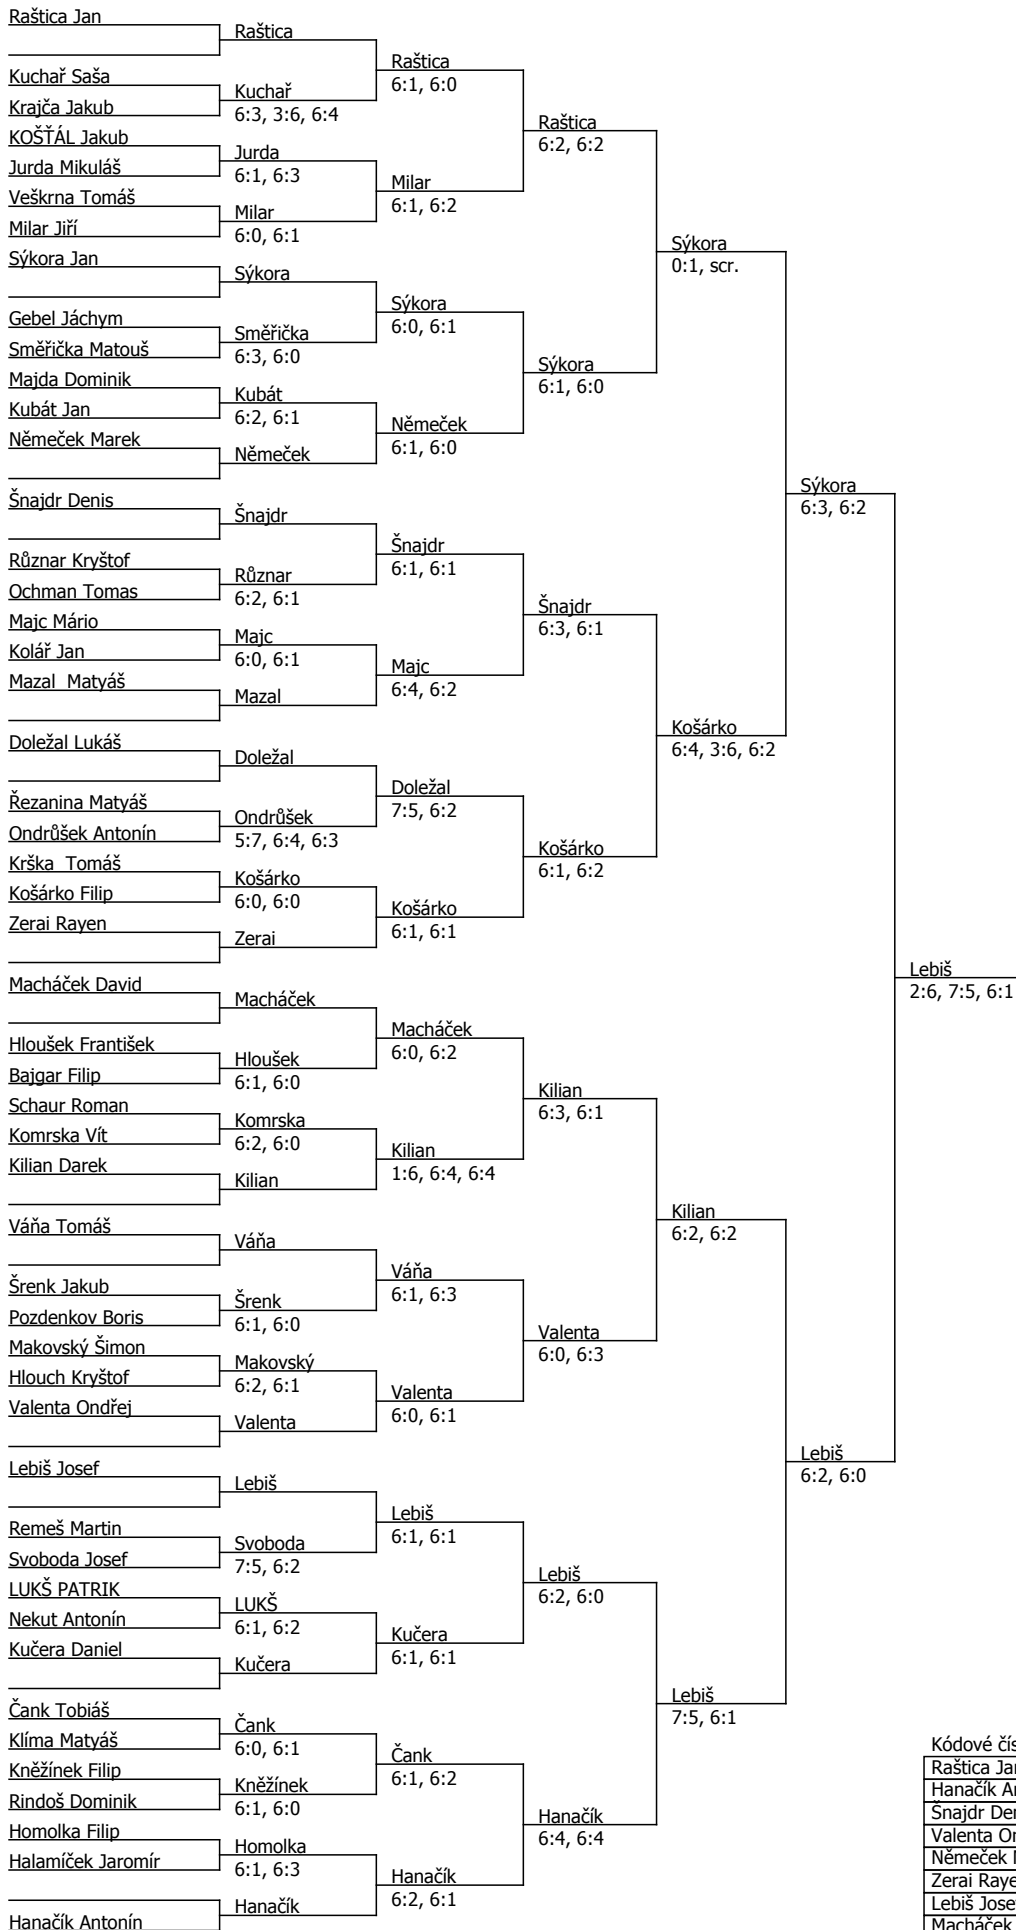 Raštica Jan
Raštica
Raštica
6:1, 6:0
Kuchař Saša
Kuchař
6:3, 3:6, 6:4
Krajča Jakub
Raštica
6:2, 6:2
KOŠŤÁL Jakub
Jurda
6:1, 6:3
Jurda Mikuláš
Milar
6:1, 6:2
Veškrna Tomáš
Milar
6:0, 6:1
Milar Jiří
Sýkora
0:1, scr.
Sýkora Jan
Sýkora
Sýkora
6:0, 6:1
Gebel Jáchym
Směřička
6:3, 6:0
Směřička Matouš
Sýkora
6:1, 6:0
Majda Dominik
Kubát
6:2, 6:1
Kubát Jan
Němeček
6:1, 6:0
Němeček Marek
Němeček
Sýkora
6:3, 6:2
Šnajdr Denis
Šnajdr
Šnajdr
6:1, 6:1
Různar Kryštof
Různar
6:2, 6:1
Ochman Tomas
Šnajdr
6:3, 6:1
Majc Mário
Majc
6:0, 6:1
Kolář Jan
Majc
6:4, 6:2
Mazal  Matyáš
Mazal
Košárko
6:4, 3:6, 6:2
Doležal Lukáš
Doležal
Doležal
7:5, 6:2
Řezanina Matyáš
Ondrůšek
5:7, 6:4, 6:3
Ondrůšek Antonín
Košárko
6:1, 6:2
Krška  Tomáš
Košárko
6:0, 6:0
Košárko Filip
Košárko
6:1, 6:1
Zerai Rayen
Zerai
Lebiš
2:6, 7:5, 6:1
Macháček David
Macháček
Macháček
6:0, 6:2
Hloušek František
Hloušek
6:1, 6:0
Bajgar Filip
Kilian
6:3, 6:1
Schaur Roman
Komrska
6:2, 6:0
Komrska Vít
Kilian
1:6, 6:4, 6:4
Kilian Darek
Kilian
Kilian
6:2, 6:2
Váňa Tomáš
Váňa
Váňa
6:1, 6:3
Šrenk Jakub
Šrenk
6:1, 6:0
Pozdenkov Boris
Valenta
6:0, 6:3
Makovský Šimon
Makovský
6:2, 6:1
Hlouch Kryštof
Valenta
6:0, 6:1
Valenta Ondřej
Valenta
Lebiš
6:2, 6:0
Lebiš Josef
Lebiš
Lebiš
6:1, 6:1
Remeš Martin
Svoboda
7:5, 6:2
Svoboda Josef
Lebiš
6:2, 6:0
LUKŠ PATRIK
LUKŠ
6:1, 6:2
Nekut Antonín
Kučera
6:1, 6:1
Kučera Daniel
Kučera
Lebiš
7:5, 6:1
Čank Tobiáš
Čank
6:0, 6:1
Klíma Matyáš
Čank
6:1, 6:2
Kněžínek Filip
Kněžínek
6:1, 6:0
Rindoš Dominik
Hanačík
6:4, 6:4
Homolka Filip
Homolka
6:1, 6:3
Halamíček Jaromír
Hanačík
6:2, 6:1
Hanačík
Hanačík Antonín
Kódové čís
Raštica Jan
Hanačík An
Šnajdr Den
Valenta On
Němeček
Zerai Raye
Lebiš Jose
Macháček